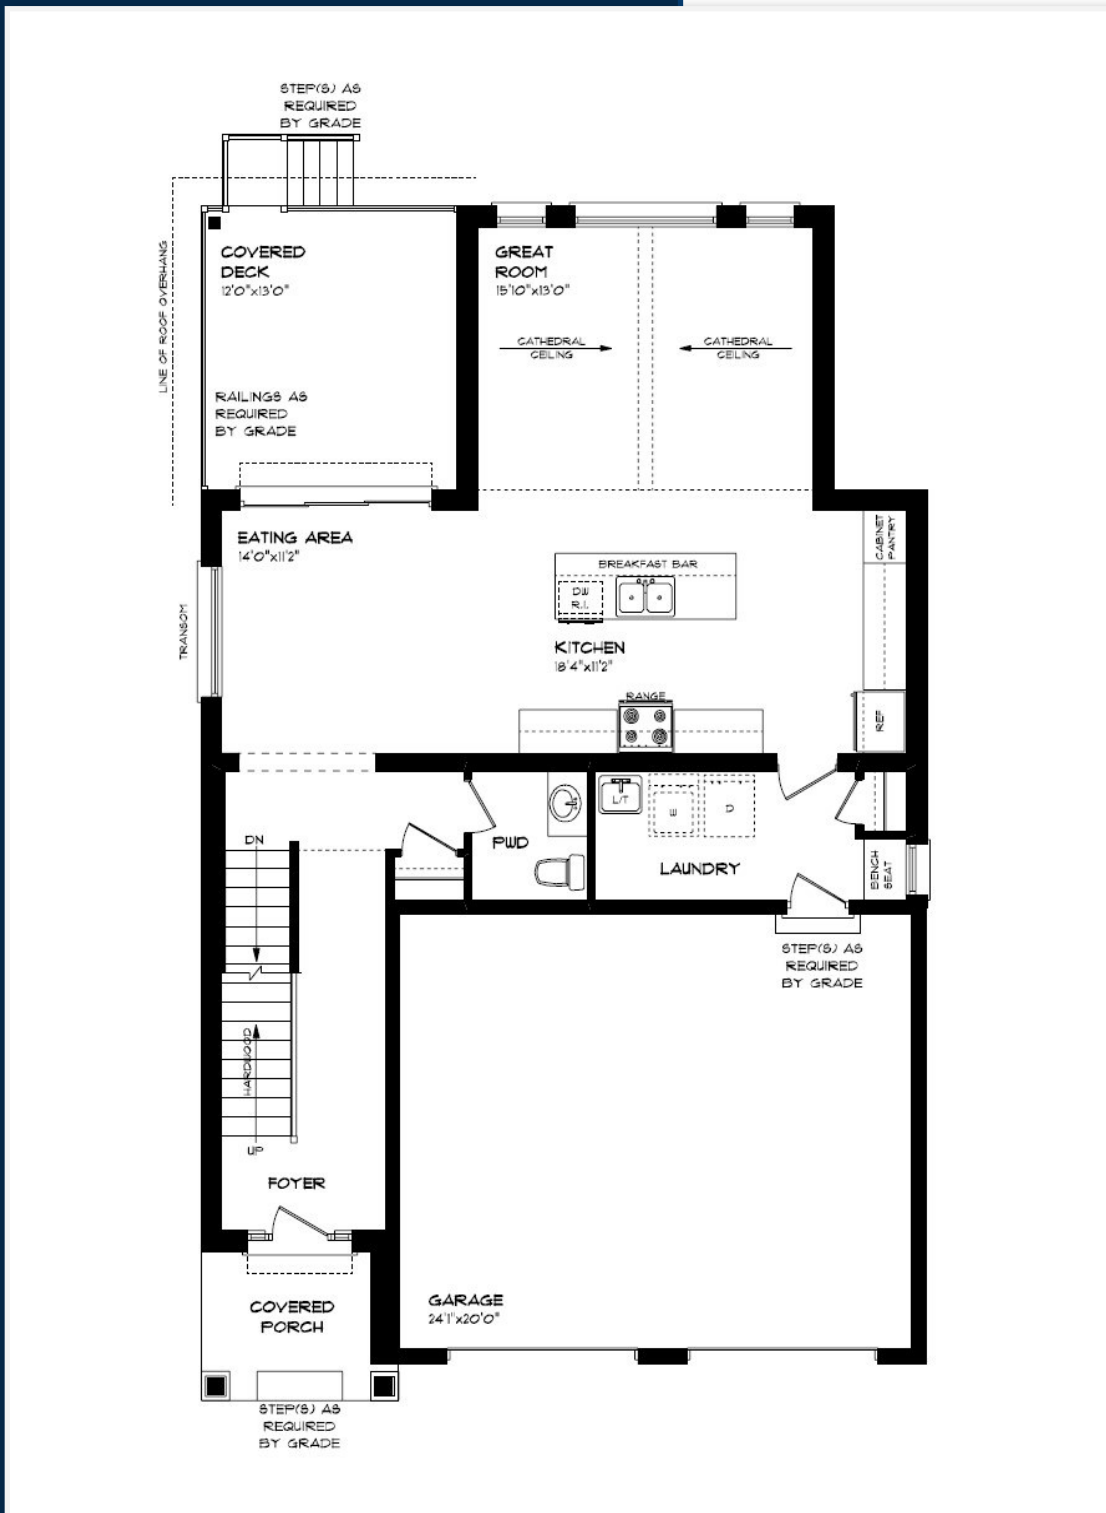 STEP(S) AS
REQUIRED
BY GRADE
LINE OF ROOF OVERHANG
COVERED
DECK
12'0"x13'0"
GREAT
ROOM
15'10"x13'0"
CATHEDRAL
CEILING
CATHEDRAL
CEILING
RAILINGS AS
REQUIRED
BY GRADE
EATING AREA
14'0"x11'2"
CABINET
PANTRY
BREAKFAST BAR
DW
R.I.
TRANSOM
KITCHEN
18'4"x11'2"
RANGE
REF
L/T
W
D
DN
PWD
LAUNDRY
BENCH
SEAT
STEP(S) AS
REQUIRED
BY GRADE
HARDWOOD
UP
FOYER
COVERED
PORCH
GARAGE
24'1"x20'0"
STEP(S) AS
REQUIRED
BY GRADE